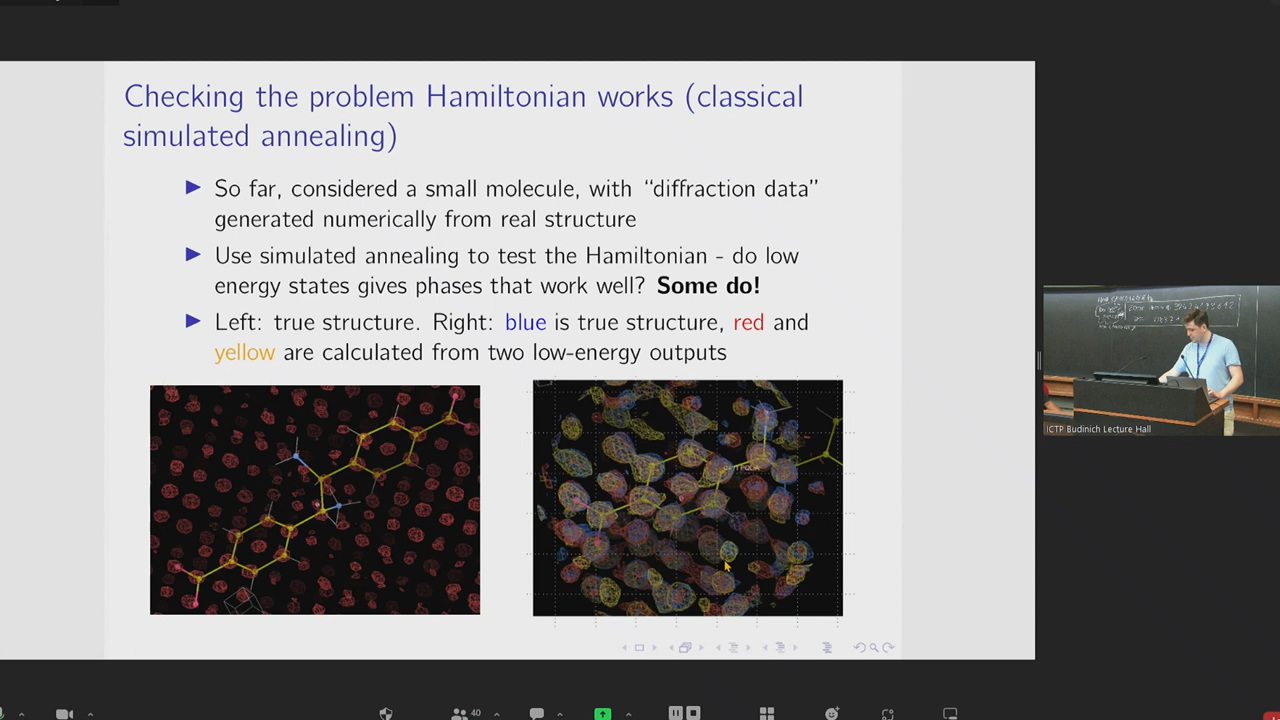 Checking the problem Hamiltonian works (classical
simulated annealing)
So far, considered a small molecule, with “diffraction data”
generated numerically from real structure
Use simulated annealing to test the Hamiltonian - do low
energy states gives phases that work well? Some do!
Left: true structure. Right: blue is true structure, red and
yellow are calculated from two low-energy outputs
ICTP Budinich Lecture Hall
40